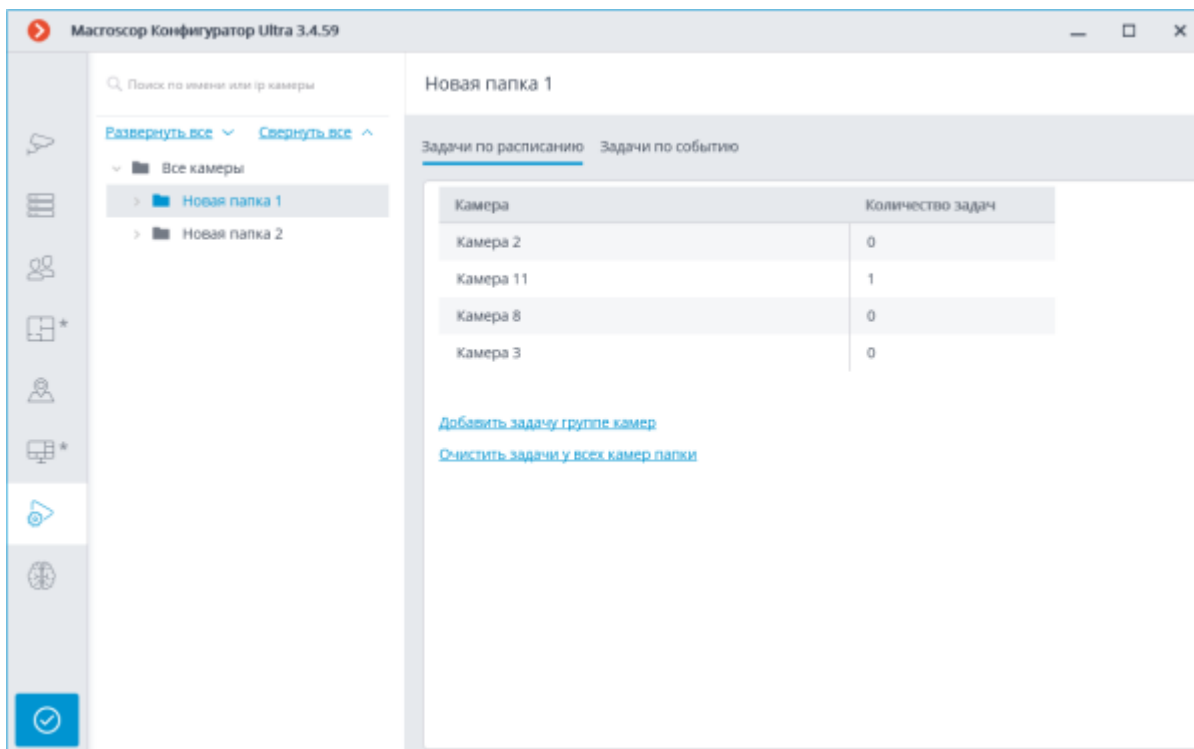 Macroscop Конфигуратор Ultra 3.4.59
Поиск по имени или ip камеры
Развернуть все Свернуть все
Все камеры
Новая папка 1
Новая папка 2
Новая папка 1
Задачи по расписанию Задачи по событию
Камера Количество задач
Камера 2 0
Камера 11 1
Камера 8 0
Камера 3 0
Добавить задачу группе камер
Очистить задачи у всех камер папки
*
*